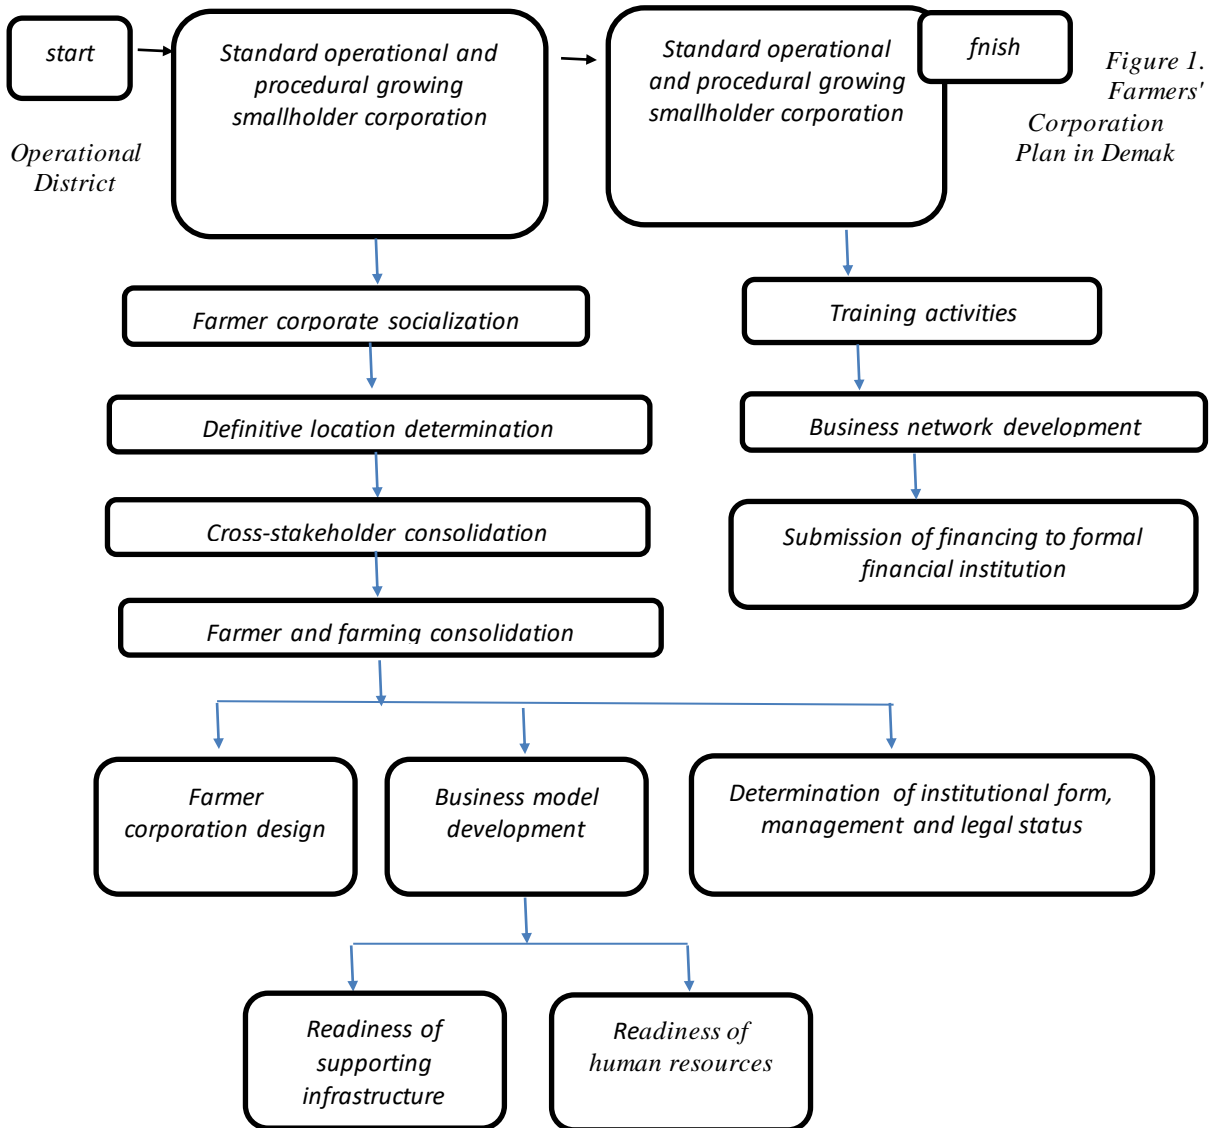 start
Standard operational and
procedural growing
smallholder corporation
Standard operational
and procedural growing
smallholder corporation
fnish
Figure 1.
Farmers'
Corporation
Plan in Demak
Operational
District
Farmer corporate socialization
Training activities
Definitive location determination
Business network development
Cross-stakeholder consolidation
Submission of financing to formal
financial institution
Farmer and farming consolidation
Farmer
corporation design
Business model
development
Determination of institutional form,
management and legal status
Readiness of
supporting
infrastructure
Readiness of
human resources